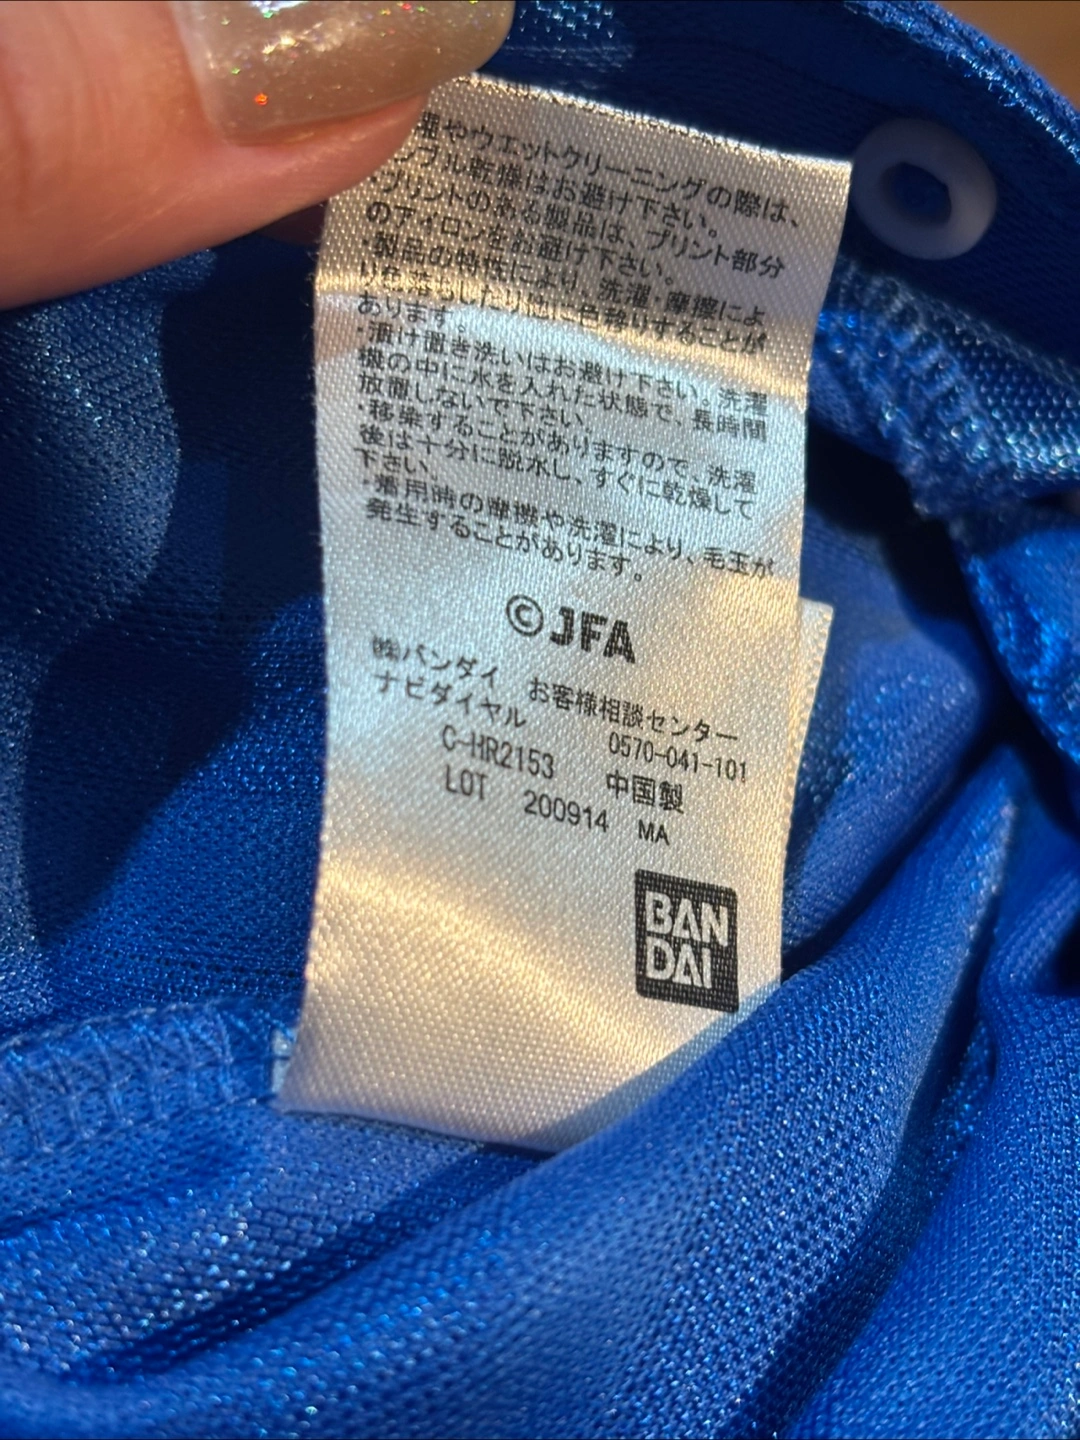 やウエットクリーニングの際は、
ンブル乾燥はお避け下さい。
・プリントのある製品は、プリント部分
のアイロンをお避け下さい。
・製品の特性により、洗濯・摩擦によ
り色落ちしたり他に色移りすることが
あります。
・漬け置き洗いはお避け下さい。洗濯
機の中に水を入れた状態で、長時間
放置しないで下さい。
・移染することがありますので、洗濯
後は十分に脱水し、すぐに乾燥して
下さい。
・着用時の摩擦や洗濯により、毛玉が
発生することがあります。
©JFA
㈱バンダイ お客様相談センター
ナビダイヤル 0570-041-101
C-HR2153 中国製
LOT 200914 MA
BAN
DAI